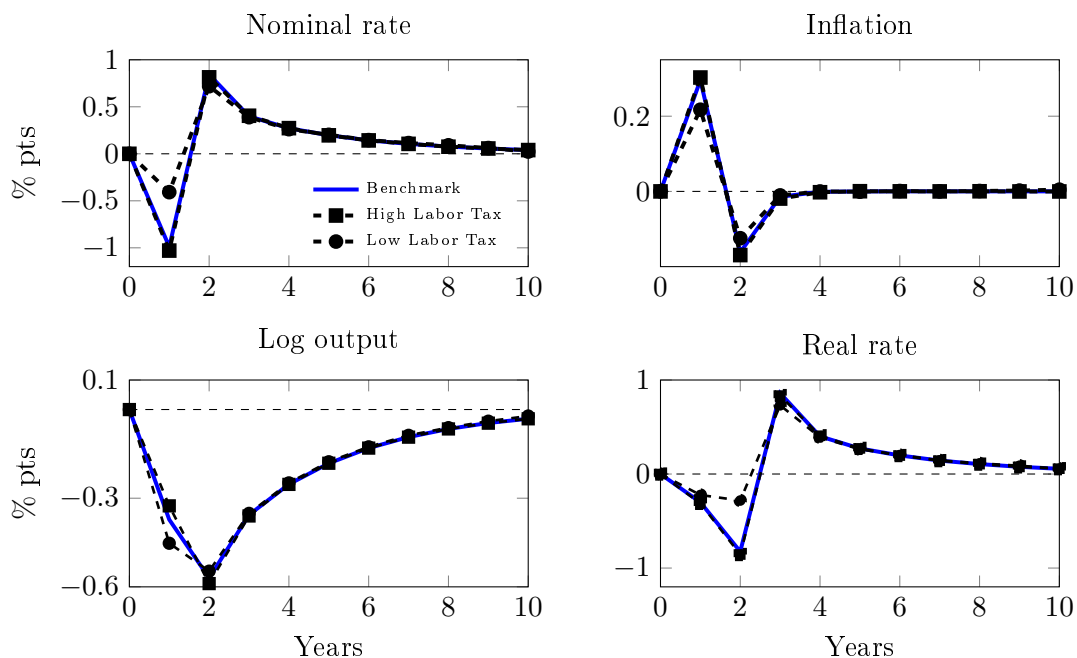 Nominal rate
Inflation
1
0.5
0
−0.5
−1
% pts
Benchmark
High Labor Tax
Low Labor Tax
0 2 4 6 8 10
0.2
0
0 2 4 6 8 10
Log output
Real rate
0.1
−0.3
−0.6
% pts
0 2 4 6 8 10
Years
1
0
−1
0 2 4 6 8 10
Years